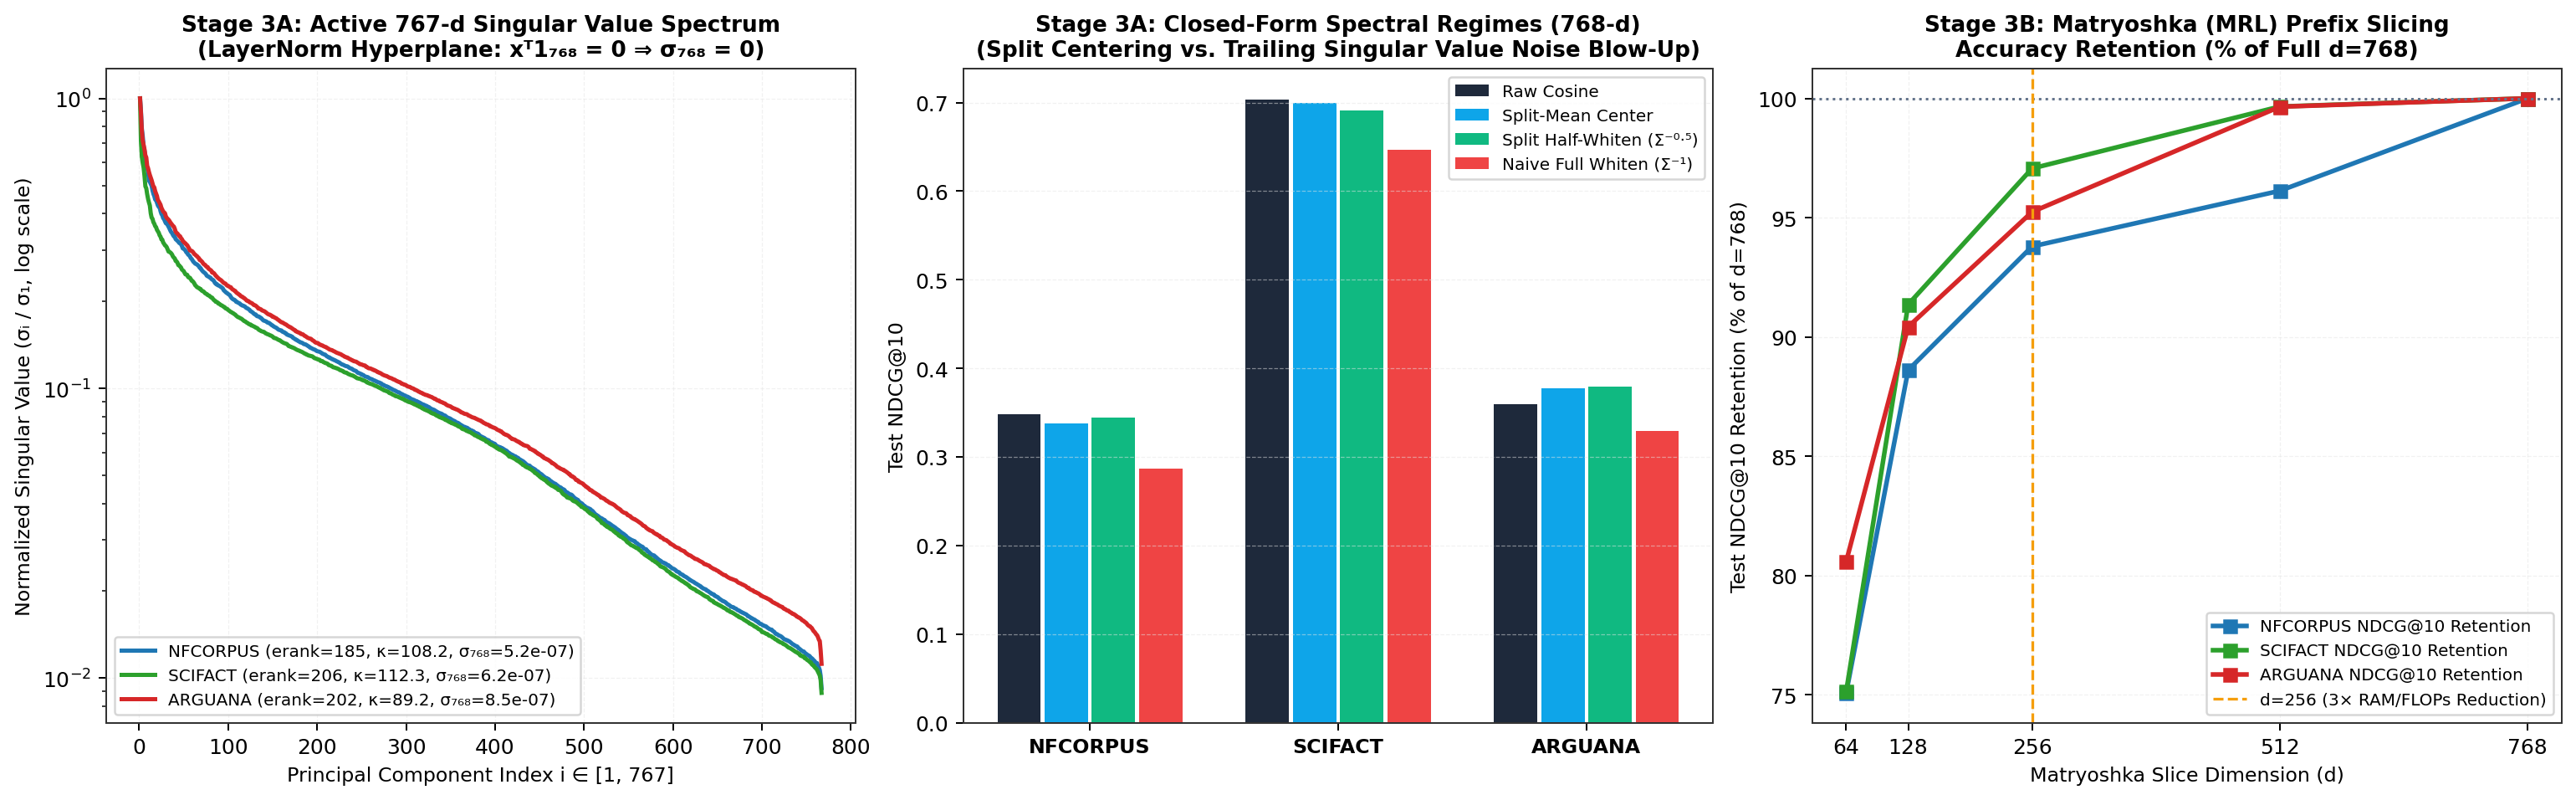 Stage 3A: Active 767-d Singular Value Spectrum
(LayerNorm Hyperplane: xᵀ1₇₆₈ = 0 ⇒ σ₇₆₈ = 0)
Normalized Singular Value (σᵢ / σ₁, log scale)
10⁰
10⁻¹
10⁻²
NFCORPUS (erank=185, κ=108.2, σ₇₆₈=5.2e-07)
SCIFACT (erank=206, κ=112.3, σ₇₆₈=6.2e-07)
ARGUANA (erank=202, κ=89.2, σ₇₆₈=8.5e-07)
0 100 200 300 400 500 600 700 800
Principal Component Index i ∈ [1, 767]
Stage 3A: Closed-Form Spectral Regimes (768-d)
(Split Centering vs. Trailing Singular Value Noise Blow-Up)
Test NDCG@10
0.7
0.6
0.5
0.4
0.3
0.2
0.1
0.0
Raw Cosine
Split-Mean Center
Split Half-Whiten (Σ⁻⁰·⁵)
Naive Full Whiten (Σ⁻¹)
NFCORPUS SCIFACT ARGUANA
Stage 3B: Matryoshka (MRL) Prefix Slicing
Accuracy Retention (% of Full d=768)
Test NDCG@10 Retention (% of d=768)
100
95
90
85
80
75
NFCORPUS NDCG@10 Retention
SCIFACT NDCG@10 Retention
ARGUANA NDCG@10 Retention
d=256 (3× RAM/FLOPs Reduction)
64 128 256 512 768
Matryoshka Slice Dimension (d)